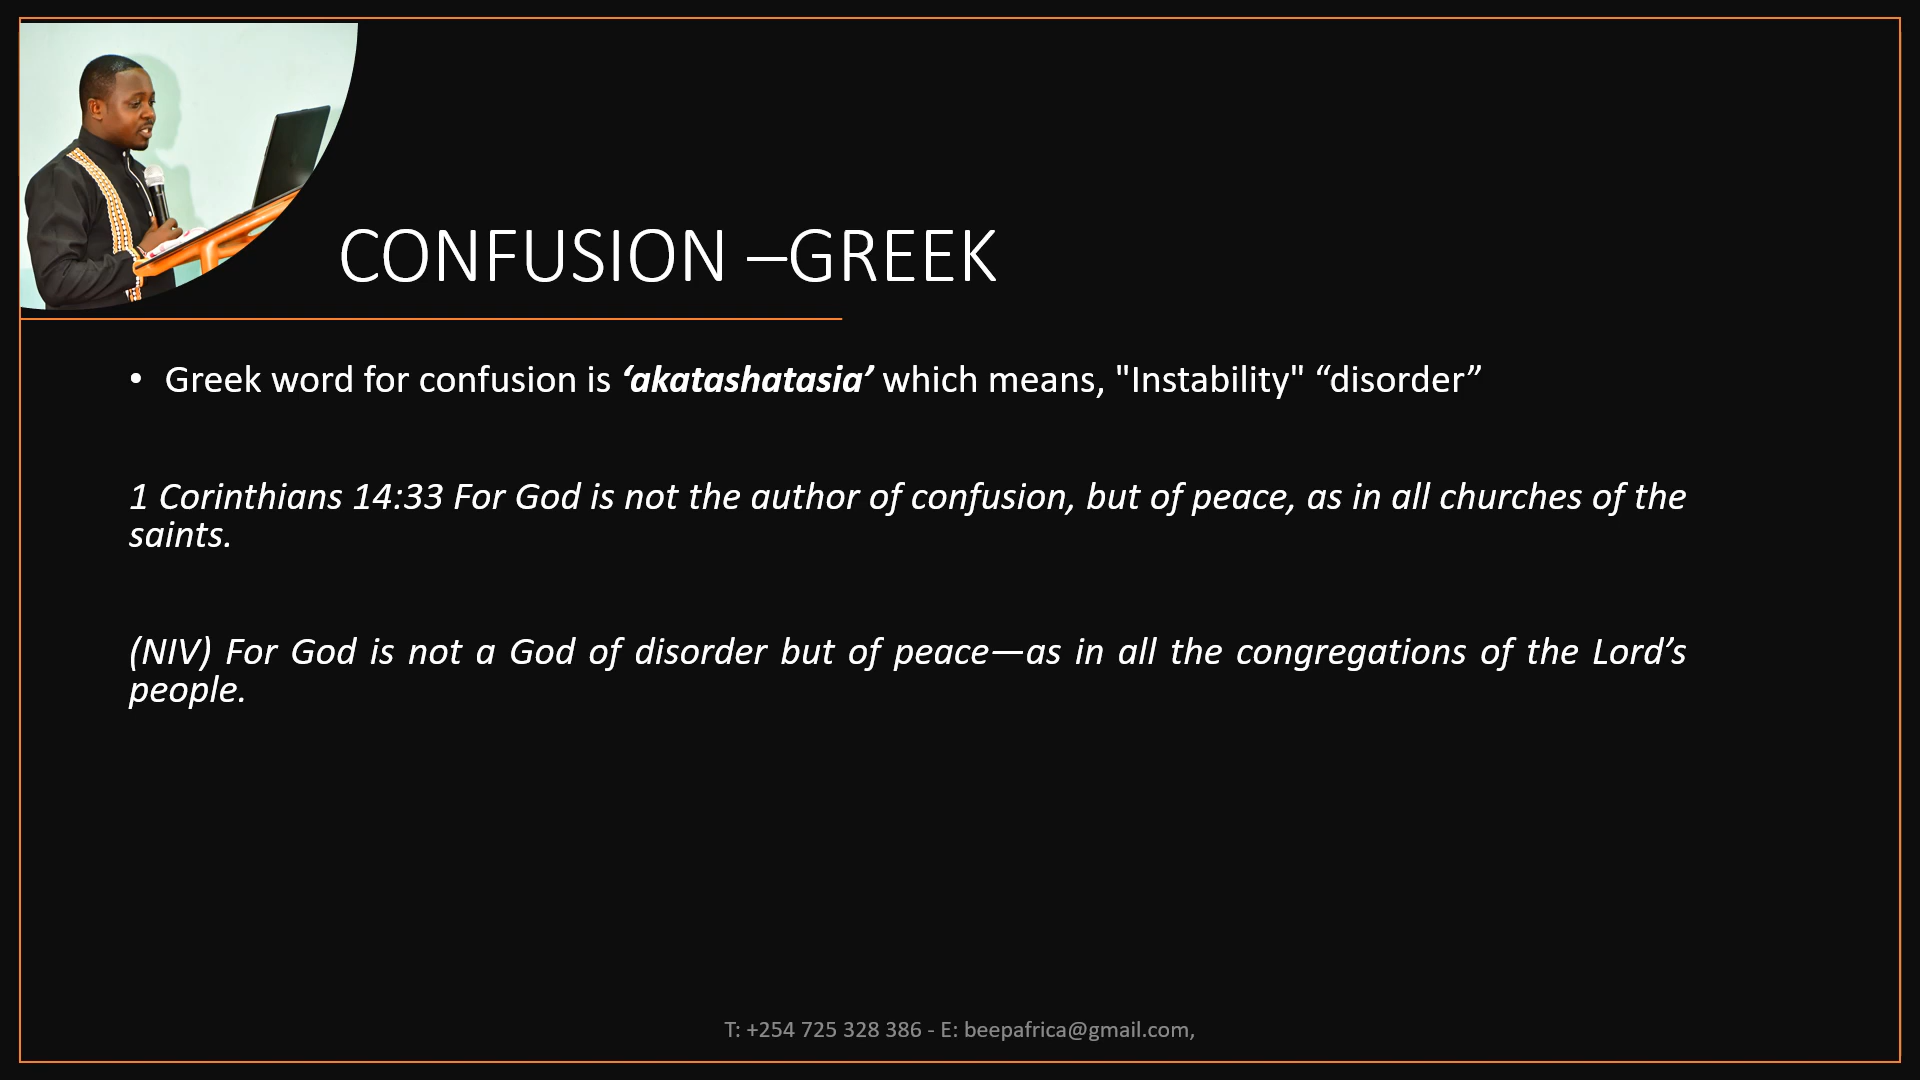 CONFUSION –GREEK
• Greek word for confusion is ‘akatashatasia’ which means, "Instability" “disorder”
1 Corinthians 14:33 For God is not the author of confusion, but of peace, as in all churches of the
saints.
(NIV) For God is not a God of disorder but of peace—as in all the congregations of the Lord’s
people.
T: +254 725 328 386 - E: beepafrica@gmail.com,